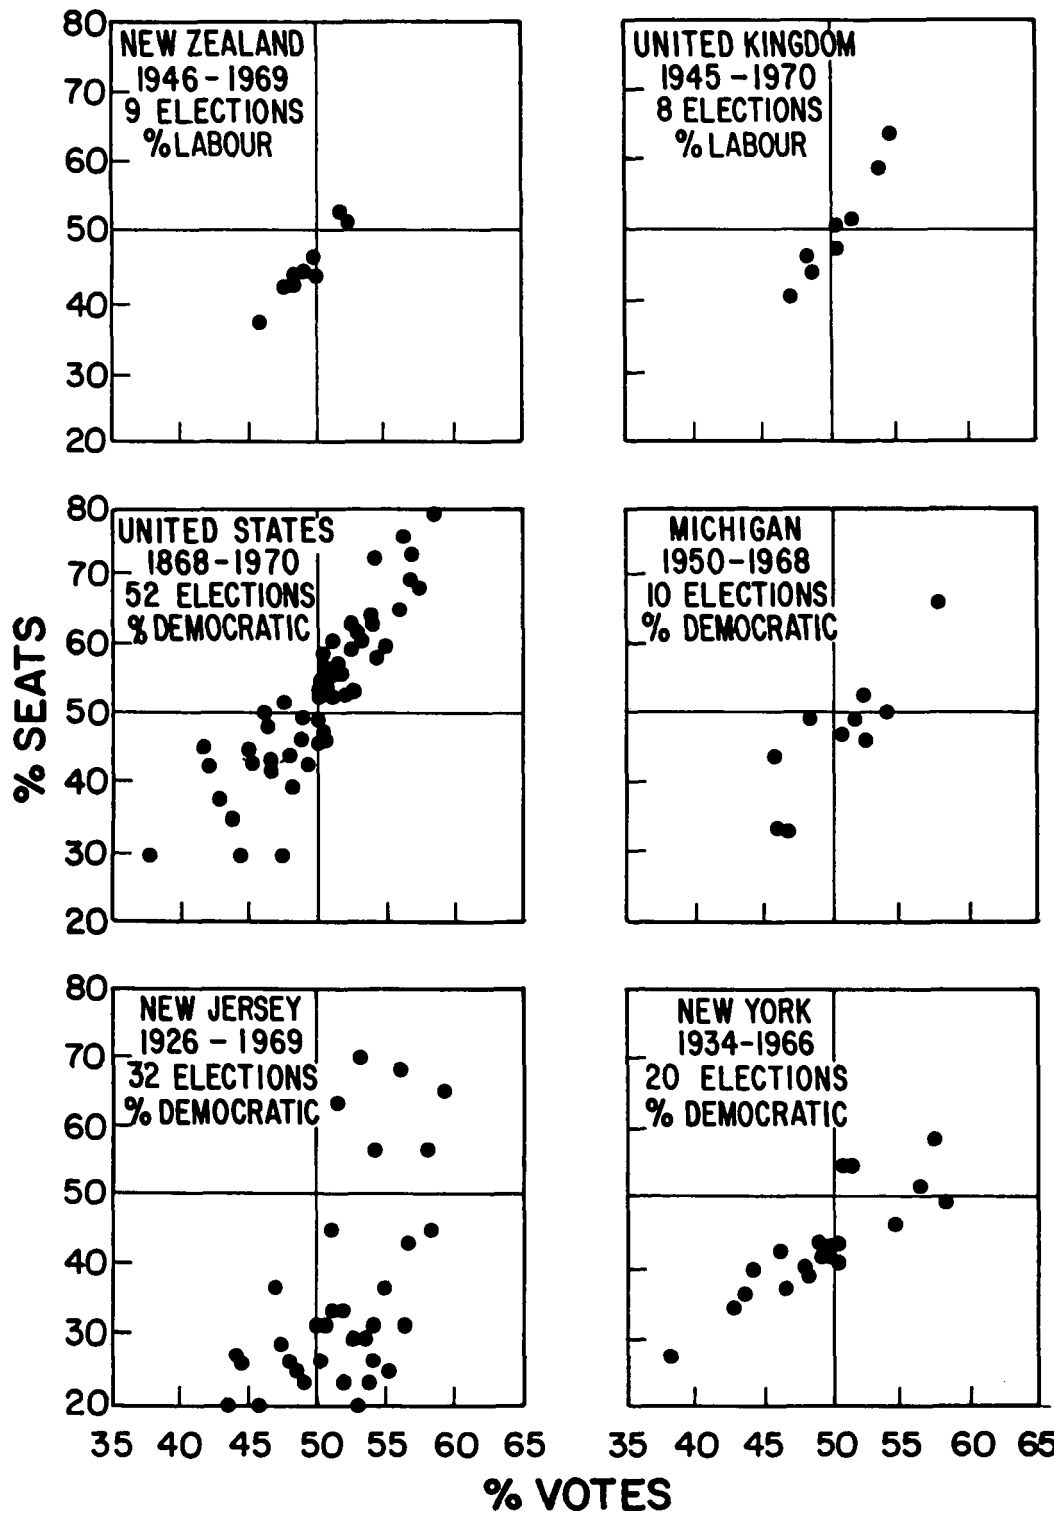 80
70
60
50
40
30
20
NEW ZEALAND
1946-1969
9 ELECTIONS
% LABOUR
UNITED KINGDOM
1945-1970
8 ELECTIONS
% LABOUR
% SEATS
80
70
60
50
40
30
20
UNITED STATES
1868-1970
52 ELECTIONS
% DEMOCRATIC
MICHIGAN
1950-1968
10 ELECTIONS
% DEMOCRATIC
80
70
60
50
40
30
20
NEW JERSEY
1926 - 1969
32 ELECTIONS
% DEMOCRATIC
NEW YORK
1934-1966
20 ELECTIONS
% DEMOCRATIC
35 40 45 50 55 60 65
35 40 45 50 55 60 65
% VOTES